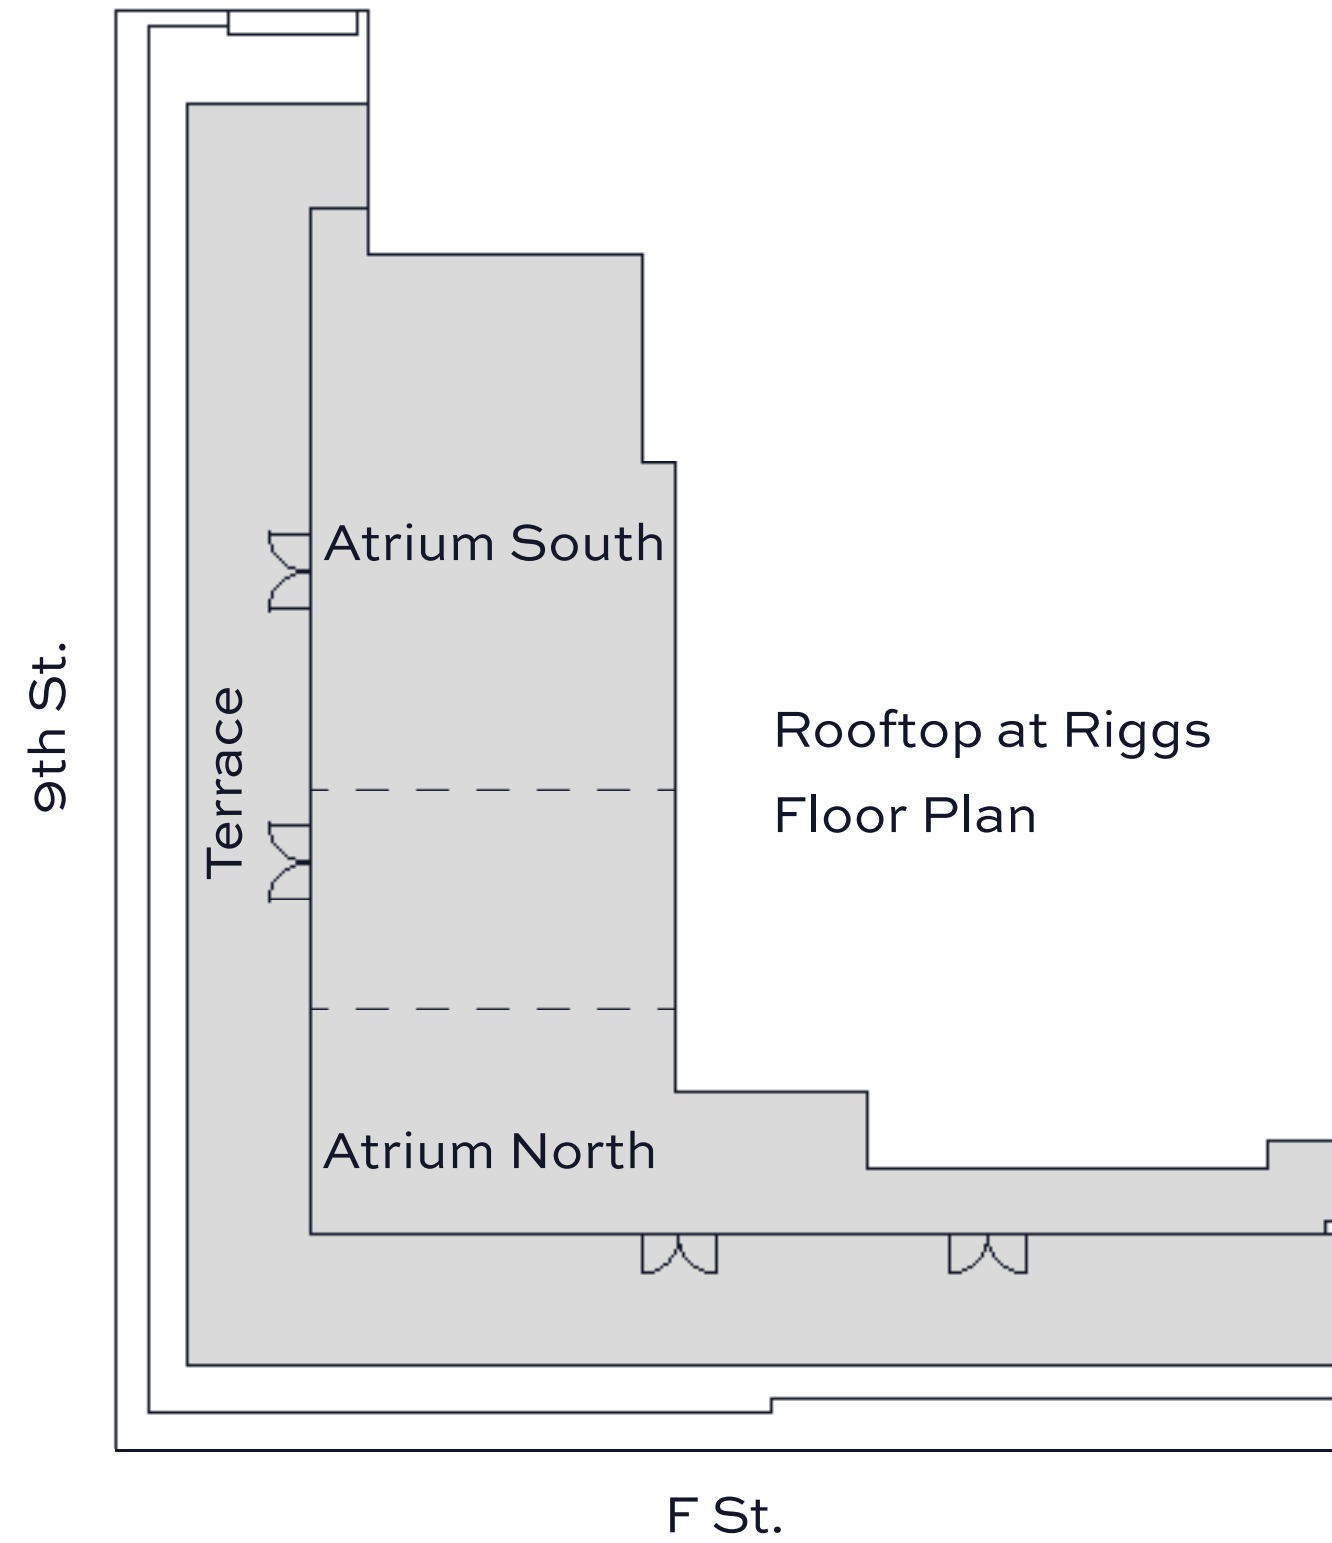 Atrium South
9th St.
Terrace
Rooftop at Riggs
Floor Plan
Atrium North
F St.